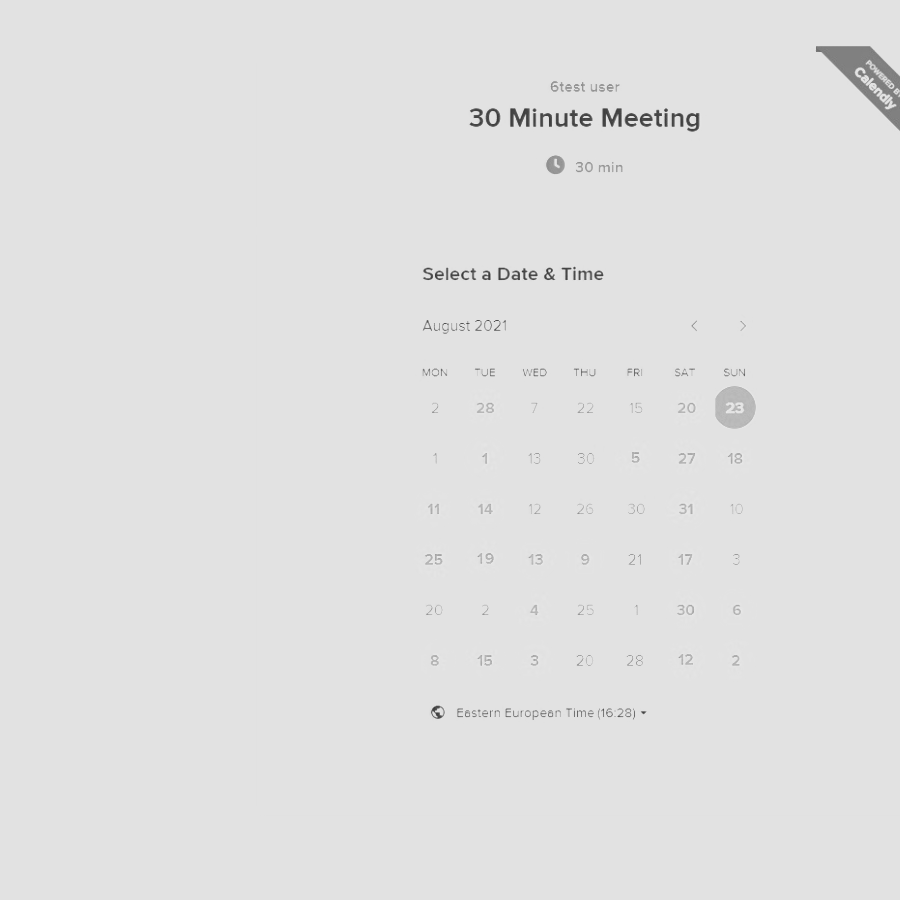 POWERED BY
Calendly
6test user
30 Minute Meeting
30 min
Select a Date & Time
August 2021
MON TUE WED THU FRI SAT SUN
2 28 7 22 15 20 23
1 1 13 30 5 27 18
11 14 12 26 30 31 10
25 19 13 9 21 17 3
20 2 4 25 1 30 6
8 15 3 20 28 12 2
Eastern European Time (16:28)